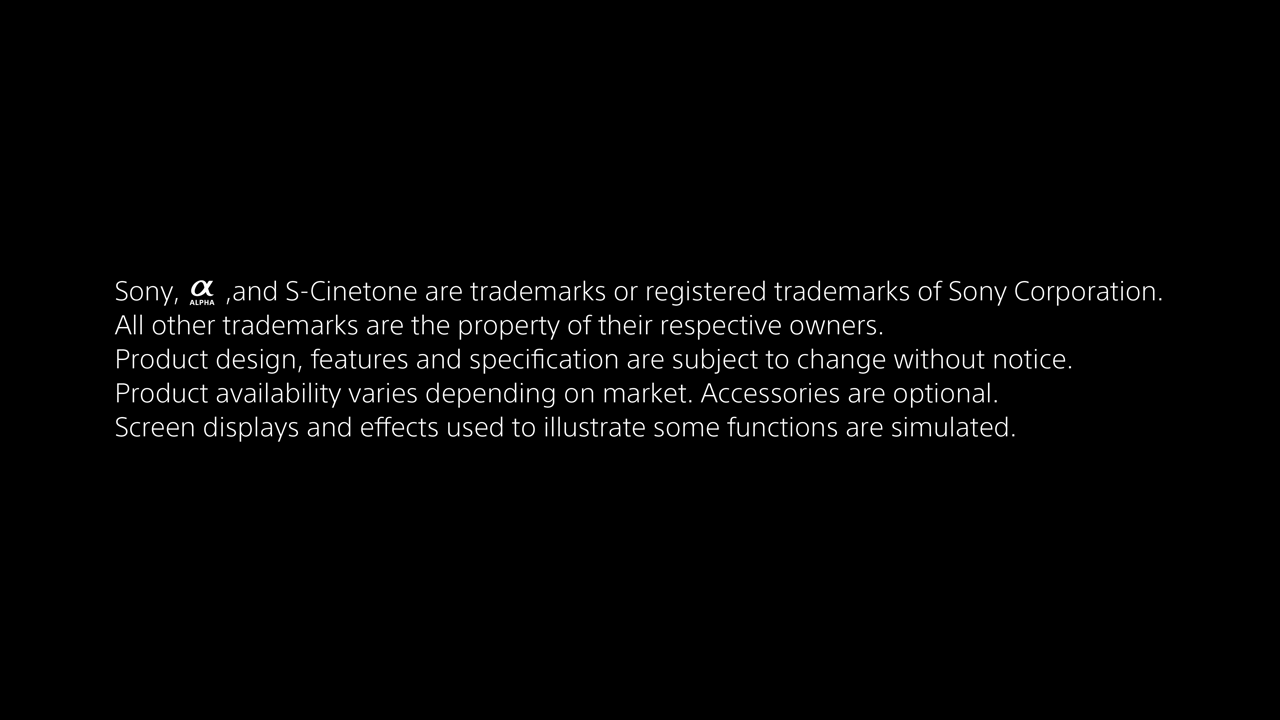 Sony, α ALPHA ,and S-Cinetone are trademarks or registered trademarks of Sony Corporation.
All other trademarks are the property of their respective owners.
Product design, features and specification are subject to change without notice.
Product availability varies depending on market. Accessories are optional.
Screen displays and effects used to illustrate some functions are simulated.